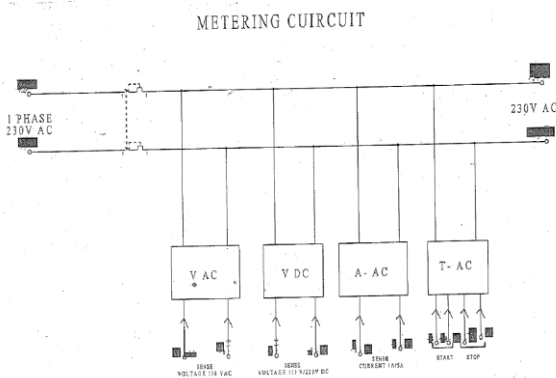 METERING CUIRCUIT
1 PHASE
230V AC
230V AC
V AC
V DC
A- AC
T- AC
SENSE
VOLTAGE 110 VAC
SENSE
VOLTAGE 110 V/220V DC
SENSE
CURRENT 1A/5A
START
STOP